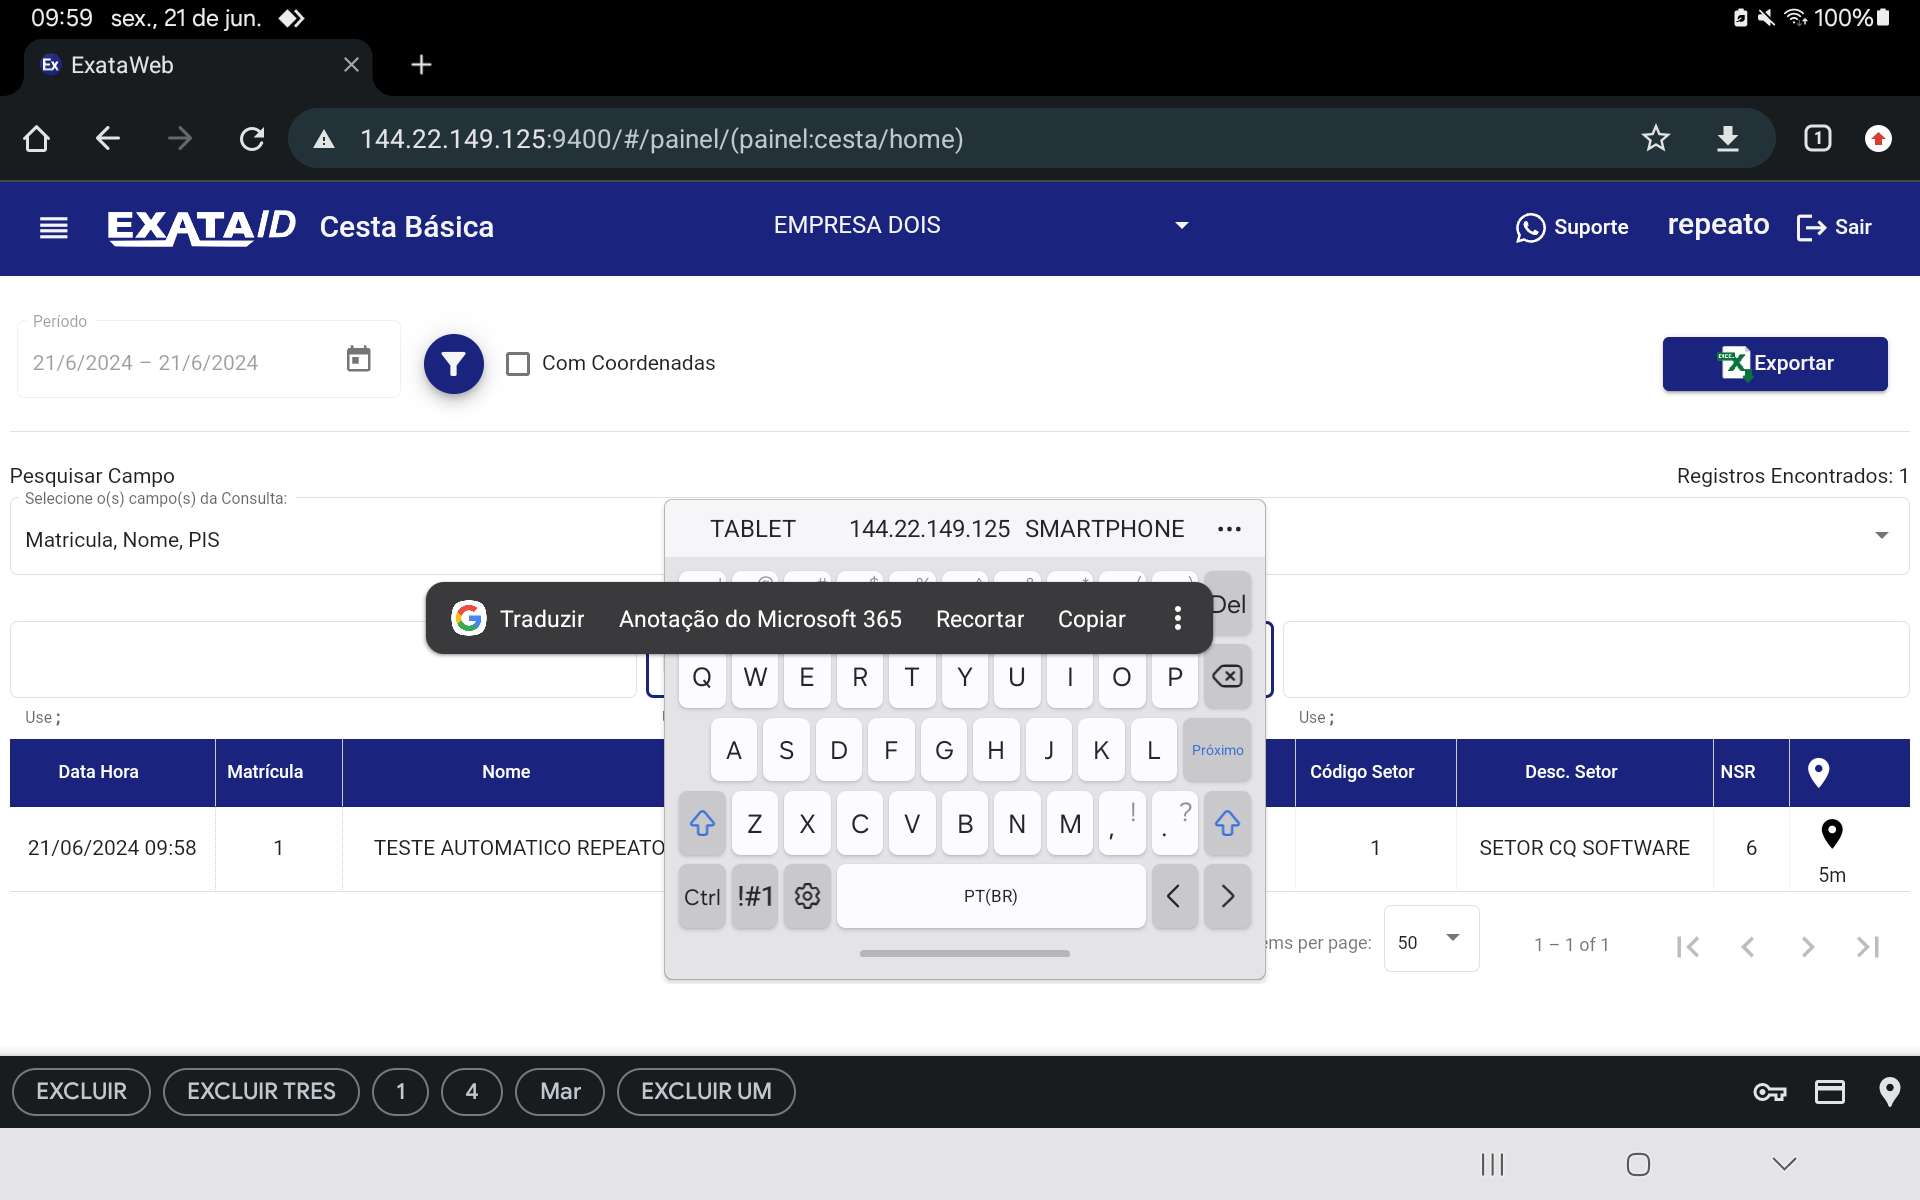 09:59 sex., 21 de jun. 100%
Ex ExataWeb
144.22.149.125:9400/#/painel/(painel:cesta/home) 1
EXATA ID Cesta Básica EMPRESA DOIS Suporte repeato Sair
Período
21/6/2024 – 21/6/2024 Com Coordenadas Exportar
Pesquisar Campo Registros Encontrados: 1
Selecione o(s) campo(s) da Consulta:
Matricula, Nome, PIS
TABLET 144.22.149.125 SMARTPHONE
Del
Traduzir Anotação do Microsoft 365 Recortar Copiar
Q W E R T Y U I O P
Use ; Use ;
A S D F G H J K L Próximo
Data Hora Matrícula Nome Código Setor Desc. Setor NSR
Z X C V B N M , ! . ?
21/06/2024 09:58 1 TESTE AUTOMATICO REPEATO 1 SETOR CQ SOFTWARE 6
5m
Ctrl !#1 PT(BR)
ems per page: 50 1 – 1 of 1
EXCLUIR EXCLUIR TRES 1 4 Mar EXCLUIR UM